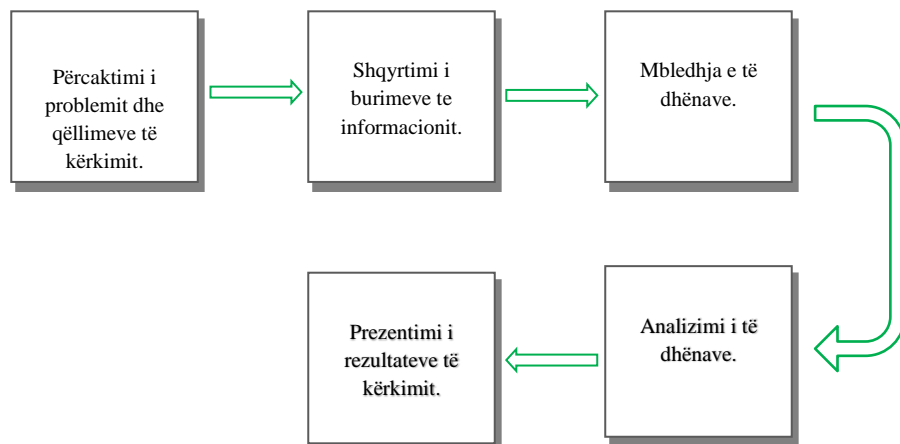 Përcaktimi i
problemit dhe
qëllimeve të
kërkimit.
Shqyrtimi i
burimeve te
informacionit.
Mbledhja e të
dhënave.
Analizimi i të
dhënave.
Prezentimi i
rezultateve të
kërkimit.